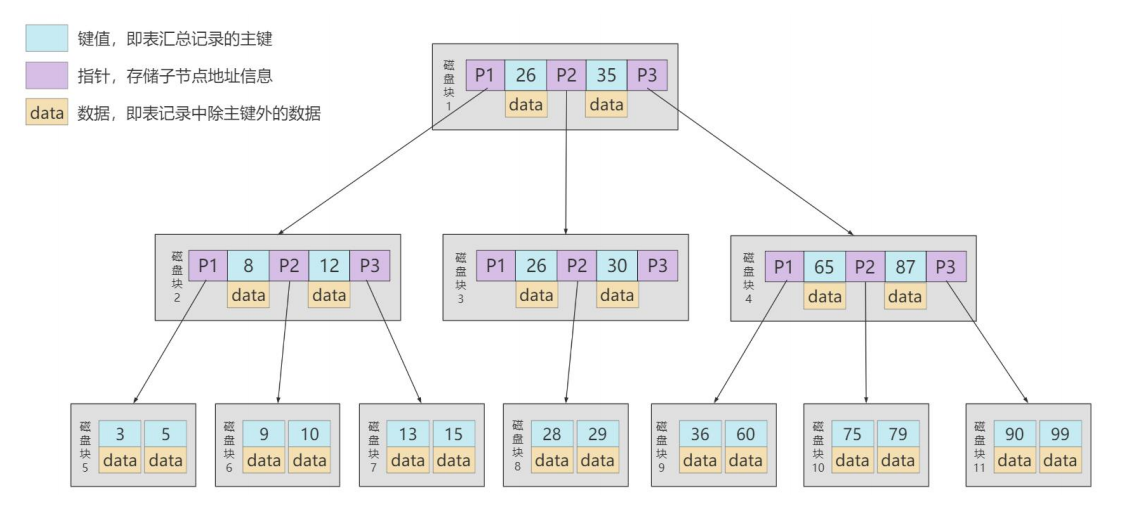 键值，即表汇总记录的主键
指针，存储子节点地址信息
data 数据，即表记录中除主键外的数据
磁盘块1
P1 26 P2 35 P3
data data
磁盘块2
P1 8 P2 12 P3
data data
磁盘块3
P1 26 P2 30 P3
data data
磁盘块4
P1 65 P2 87 P3
data data
磁盘块5
3 5
data data
磁盘块6
9 10
data data
磁盘块7
13 15
data data
磁盘块8
28 29
data data
磁盘块9
36 60
data data
磁盘块10
75 79
data data
磁盘块11
90 99
data data